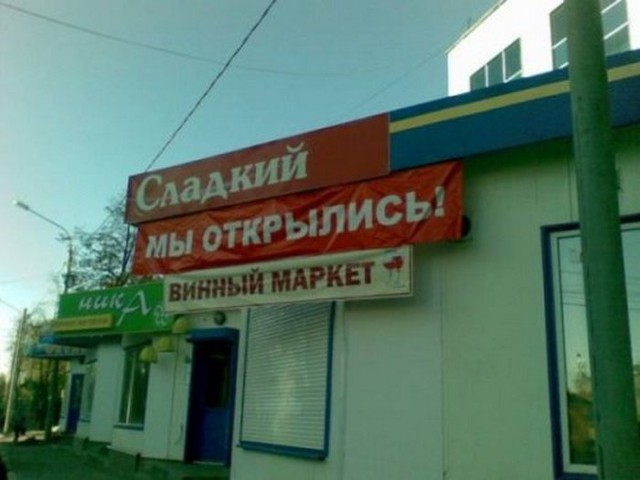 Сладкий
МЫ ОТКРЫЛИСЬ!
ВИННЫЙ МАРКЕТ
никА